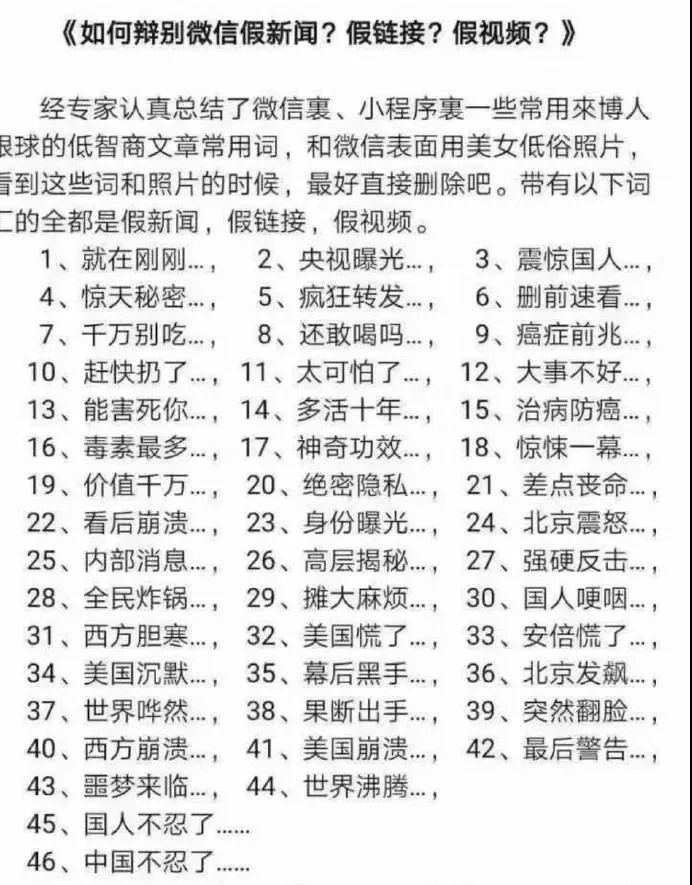 《如何辩别微信假新闻？假链接？假视频？》
经专家认真总结了微信裏、小程序裏一些常用來博人
眼球的低智商文章常用词，和微信表面用美女低俗照片，
看到这些词和照片的时候，最好直接删除吧。带有以下词
汇的全都是假新闻，假链接，假视频。
1、就在刚刚...， 2、央视曝光...， 3、震惊国人...，
4、惊天秘密...， 5、疯狂转发...， 6、删前速看...，
7、千万别吃...， 8、还敢喝吗...， 9、癌症前兆...，
10、赶快扔了...， 11、太可怕了...， 12、大事不好...，
13、能害死你...， 14、多活十年...， 15、治病防癌...，
16、毒素最多...， 17、神奇功效...， 18、惊悚一幕...，
19、价值千万...， 20、绝密隐私...， 21、差点丧命...，
22、看后崩溃...， 23、身份曝光...， 24、北京震怒...，
25、内部消息...， 26、高层揭秘...， 27、强硬反击...，
28、全民炸锅...， 29、摊大麻烦...， 30、国人哽咽...，
31、西方胆寒...， 32、美国慌了...， 33、安倍慌了...，
34、美国沉默...， 35、幕后黑手...， 36、北京发飙...，
37、世界哗然...， 38、果断出手...， 39、突然翻脸...，
40、西方崩溃...， 41、美国崩溃...， 42、最后警告...，
43、噩梦来临...， 44、世界沸腾...，
45、国人不忍了......
46、中国不忍了......